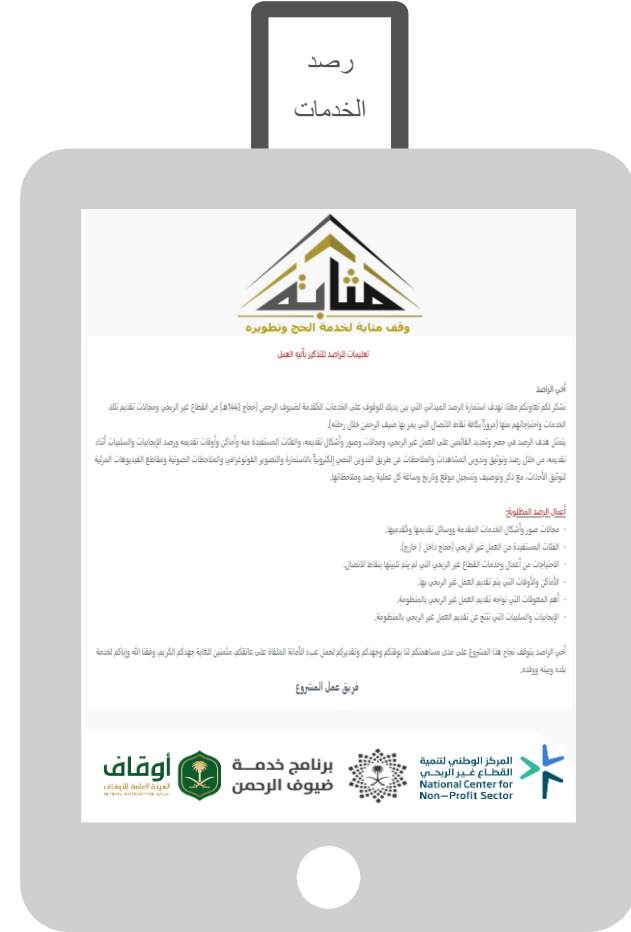 رصد
الخدمات
مثابة
وقف مثابة لخدمة الحج وتطويره
تعليمات للراصد للتذكير بآلية العمل
أخي الراصد
نشكر لكم تعاونكم معنا، تهدف استمارة الرصد الميداني التي بين يديك للوقوف على الخدمات المُقدمة لضيوف الرحمن (حجاج 1443هـ) من القطاع غير الربحي ومجالات تقديم تلك
الخدمات واحتياجاتهم منها (مروراً بكافة نقاط الاتصال التي يمر بها ضيف الرحمن خلال رحلته).
يتمثل هدف الرصد في حصر وتحديد القائمين على العمل غير الربحي، ومجالات وصور وأشكال تقديمه، والفئات المستفيدة منه وأماكن وأوقات تقديمه ورصد الإيجابيات والسلبيات أثناء
تقديمه، من خلال رصد وتوثيق وتدوين المشاهدات والملاحظات عن طريق التدوين النصي إلكترونياً بالاستمارة والتصوير الفوتوغرافي والملاحظات الصوتية ومقاطع الفيديوهات المرئية
لتوثيق الأحداث، مع ذكر وتوصيف وتسجيل موقع وتاريخ وساعة كل عملية رصد وملاحظاتها.
أعمال الرصد المطلوبة:
- مجالات صور وأشكال الخدمات المقدمة ووسائل تقديمها ومُقدميها.
- الفئات المستفيدة من العمل غير الربحي (حجاج داخل / خارج).
- الاحتياجات من أعمال وخدمات القطاع غير الربحي التي لم يتم تلبيتها بنقاط الاتصال.
- الأماكن والأوقات التي يتم تقديم العمل غير الربحي بها.
- أهم المعوقات التي تواجه تقديم العمل غير الربحي بالمنظومة.
- الإيجابيات والسلبيات التي تنتج عن تقديم العمل غير الربحي بالمنظومة.
أخي الراصد يتوقف نجاح هذا المشروع على مدى مساهمتكم لنا بوقتكم وجهدكم وتقديركم لحمل عبء الأمانة الملقاة على عاتقكم، متمنين للغاية جهدكم الكريم، وفقنا الله وإياكم لخدمة
بلده وبيته ووفده.
فريق عمل المشروع
المركز الوطني لتنمية
القطاع غير الربحي
National Center for
Non–Profit Sector
برنامج خدمة
ضيوف الرحمن
أوقاف
الهيئة العامة للأوقاف
GENERAL AUTHORITY FOR AWQAF